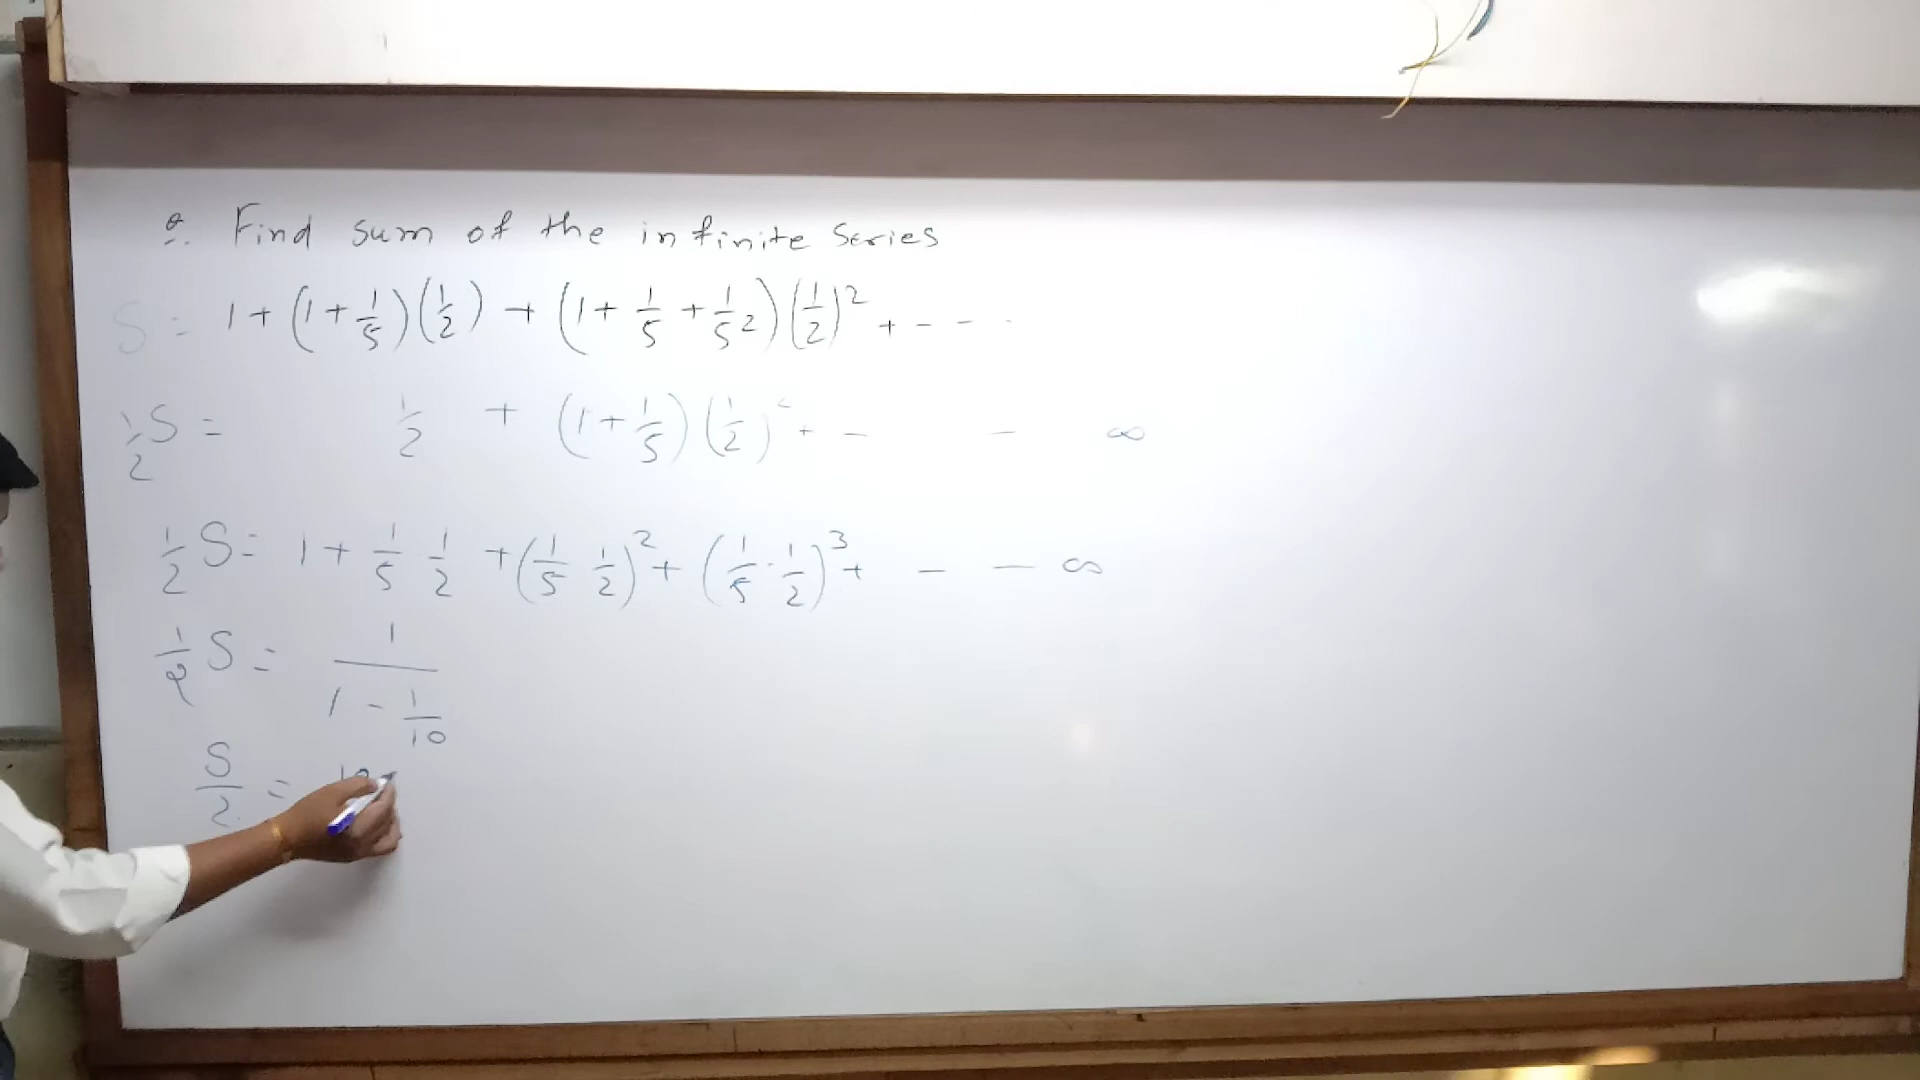 Q. Find sum of the infinite series
S = 1 + (1 + 1/5)(1/2) + (1 + 1/5 + 1/5²)(1/2)² + - - -
1/2 S = 1/2 + (1 + 1/5)(1/2)² + - - ∞
1/2 S = 1 + 1/5 1/2 + (1/5 1/2)² + (1/5 · 1/2)³ + - - ∞
1/2 S = 1/(1 - 1/10)
S/2 = 10